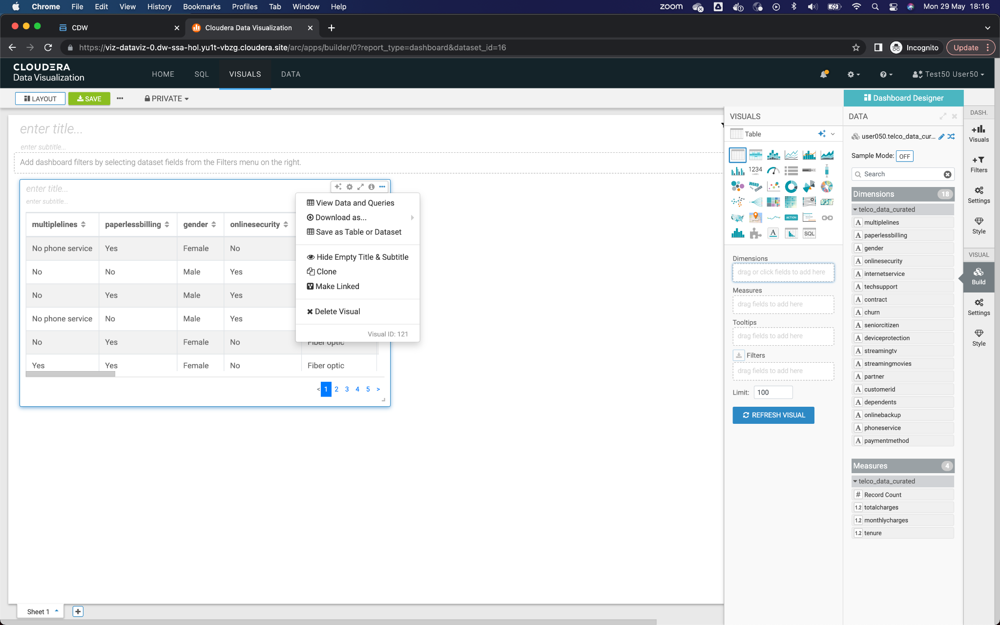 Chrome File Edit View History Bookmarks Profiles Tab Window Help
zoom Mon 29 May 18:16
CDW
Cloudera Data Visualization
https://viz-dataviz-0.dw-ssa-hol.yu1t-vbzg.cloudera.site/arc/apps/builder/0?report_type=dashboard&dataset_id=16
Incognito
Update
CLOUDERA
Data Visualization
HOME SQL VISUALS DATA
Test50 User50
LAYOUT SAVE PRIVATE
Dashboard Designer
enter title...
enter subtitle...
Add dashboard filters by selecting dataset fields from the Filters menu on the right.
enter title...
enter subtitle...
multiplelines paperlessbilling gender onlinesecurity
No phone service Yes Female No
No No Male Yes
No Yes Male Yes
No phone service No Male Yes
No Yes Female No Fiber optic
Yes Yes Female No Fiber optic
< 1 2 3 4 5 >
View Data and Queries
Download as...
Save as Table or Dataset
Hide Empty Title & Subtitle
Clone
Make Linked
Delete Visual
Visual ID: 121
Sheet 1
VISUALS
Table
1234
LABEL
WORD
CLOUD
ACTION
A
SQL
Dimensions
drag or click fields to add here
Measures
drag fields to add here
Tooltips
drag fields to add here
Filters
drag fields to add here
Limit: 100
REFRESH VISUAL
DATA
user050.telco_data_cur...
Sample Mode: OFF
Search
Dimensions 18
telco_data_curated
A multiplelines
A paperlessbilling
A gender
A onlinesecurity
A internetservice
A techsupport
A contract
A churn
A seniorcitizen
A deviceprotection
A streamingtv
A streamingmovies
A partner
A customerid
A dependents
A onlinebackup
A phoneservice
A paymentmethod
Measures 4
telco_data_curated
# Record Count
1.2 totalcharges
1.2 monthlycharges
1.2 tenure
DASH.
Visuals
Filters
Settings
Style
VISUAL
Build
Settings
Style